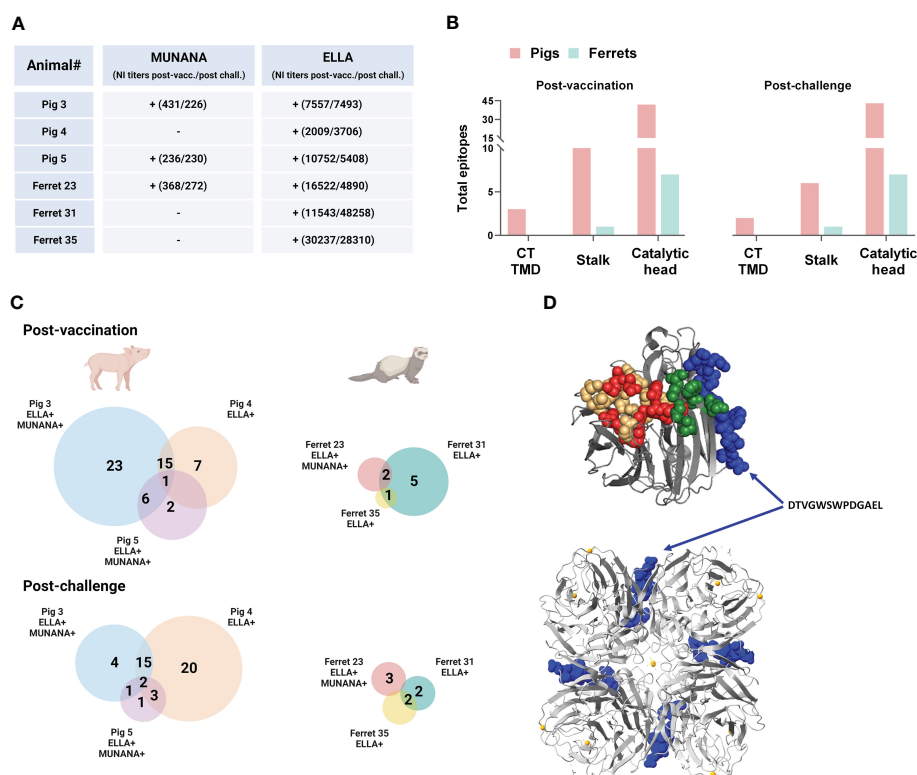 A
Animal#
MUNANA
(NI titers post-vacc./post chall.)
ELLA
(NI titers post-vacc./post chall.)
Pig 3
+ (431/226)
+ (7557/7493)
Pig 4
-
+ (2009/3706)
Pig 5
+ (236/230)
+ (10752/5408)
Ferret 23
+ (368/272)
+ (16522/4890)
Ferret 31
-
+ (11543/48258)
Ferret 35
-
+ (30237/28310)
B
Pigs
Ferrets
Post-vaccination
Post-challenge
Total epitopes
45
30
15
10
5
0
CT
TMD
Stalk
Catalytic
head
CT
TMD
Stalk
Catalytic
head
C
Post-vaccination
Pig 3
ELLA+
MUNANA+
Pig 4
ELLA+
23
15
7
1
6
2
Pig 5
ELLA+
MUNANA+
Ferret 23
ELLA+
MUNANA+
Ferret 31
ELLA+
2
5
1
Ferret 35
ELLA+
Post-challenge
Pig 3
ELLA+
MUNANA+
Pig 4
ELLA+
4
15
20
2
1
3
1
Pig 5
ELLA+
MUNANA+
Ferret 23
ELLA+
MUNANA+
Ferret 31
ELLA+
3
2
2
Ferret 35
ELLA+
D
DTVGWSWPDGAEL